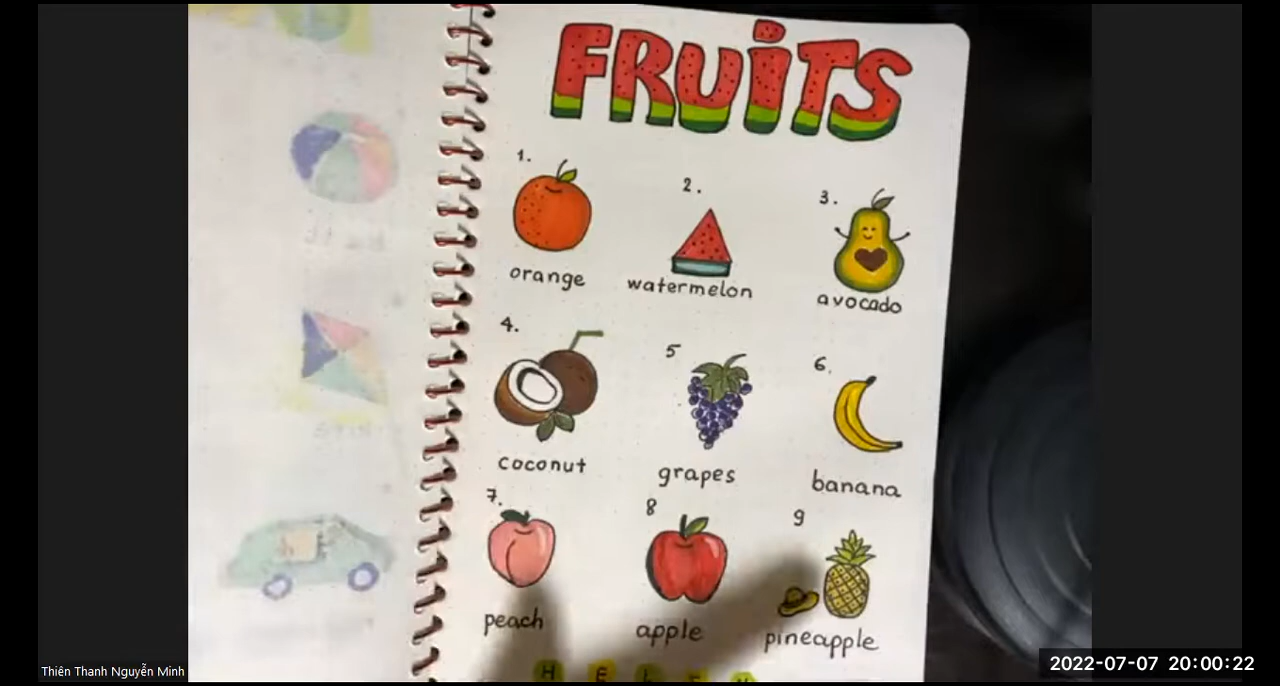 FRUiTS
1.
orange
2.
watermelon
3.
avocado
4.
coconut
5
grapes
6.
banana
7.
peach
8
apple
9
pineapple
Thiên Thanh Nguyễn Minh
2022-07-07 20:00:22